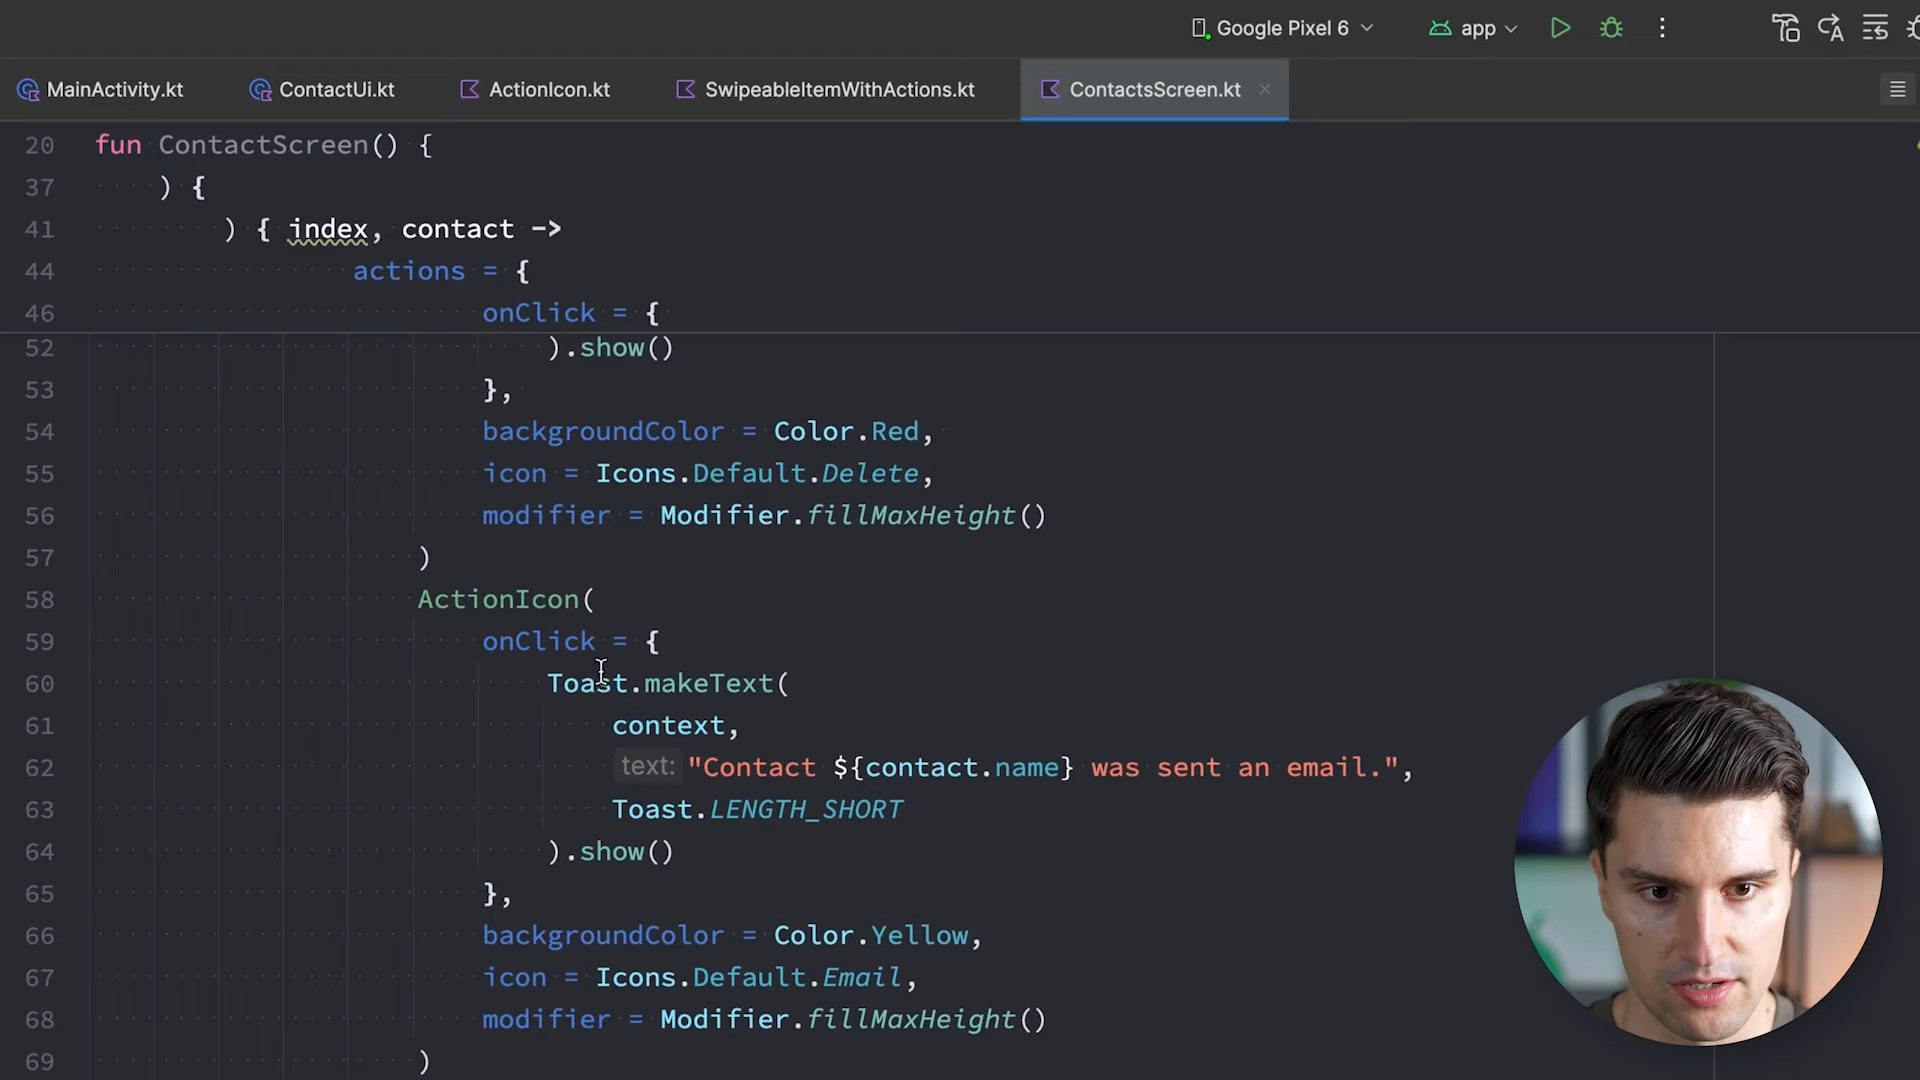 Google Pixel 6
app
MainActivity.kt
ContactUi.kt
ActionIcon.kt
SwipeableItemWithActions.kt
ContactsScreen.kt
20 fun ContactScreen() {
37 ) {
41 ) { index, contact ->
44 actions = {
46 onClick = {
52 ).show()
53 },
54 backgroundColor = Color.Red,
55 icon = Icons.Default.Delete,
56 modifier = Modifier.fillMaxHeight()
57 )
58 ActionIcon(
59 onClick = {
60 Toast.makeText(
61 context,
62 text: "Contact ${contact.name} was sent an email.",
63 Toast.LENGTH_SHORT
64 ).show()
65 },
66 backgroundColor = Color.Yellow,
67 icon = Icons.Default.Email,
68 modifier = Modifier.fillMaxHeight()
69 )